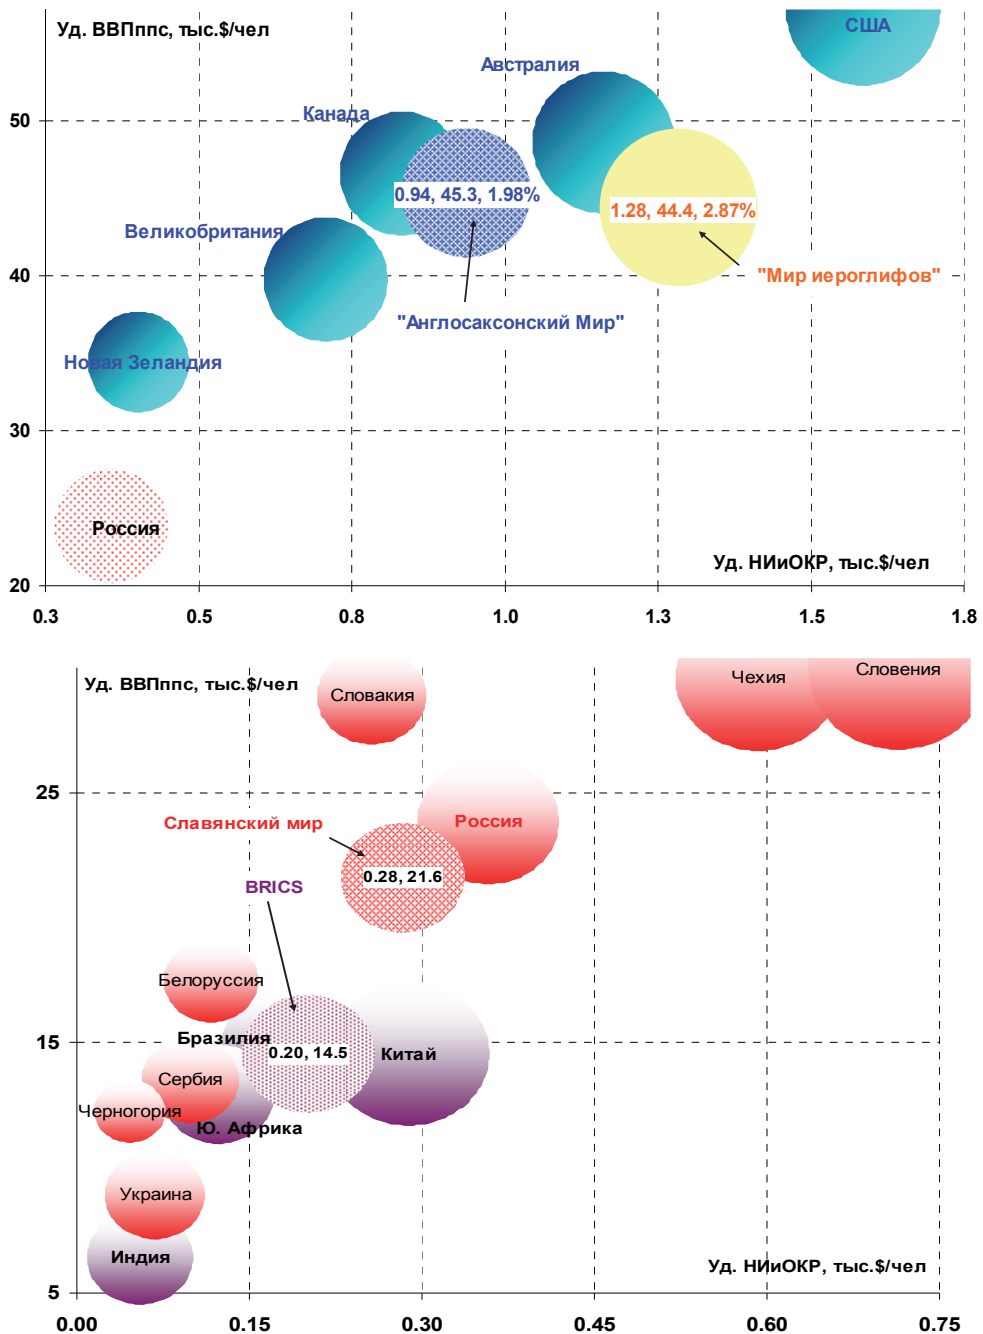 Уд. ВВПппс, тыс.$/чел
США
Австралия
50
Канада
0.94, 45.3, 1.98%
1.28, 44.4, 2.87%
Великобритания
40
"Мир иероглифов"
"Англосаксонский Мир"
Новая Зеландия
30
Россия
Уд. НИиОКР, тыс.$/чел
20
0.3 0.5 0.8 1.0 1.3 1.5 1.8
Уд. ВВПппс, тыс.$/чел
Словакия
Чехия
Словения
25
Славянский мир
Россия
0.28, 21.6
BRICS
Белоруссия
15
Бразилия
0.20, 14.5
Китай
Сербия
Черногория
Ю. Африка
Украина
Индия
Уд. НИиОКР, тыс.$/чел
5
0.00 0.15 0.30 0.45 0.60 0.75